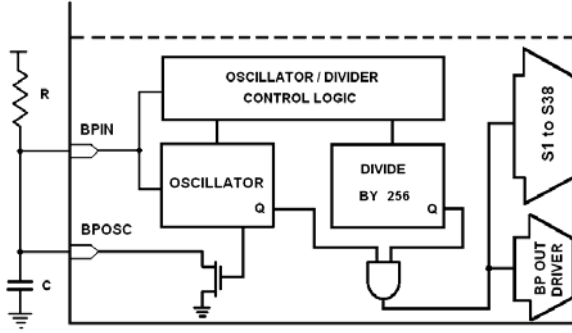 OSCILLATOR / DIVIDER
CONTROL LOGIC
R
BPIN
OSCILLATOR
Q
DIVIDE
BY 256
Q
S1 to S38
BPOSC
C
BP OUT
DRIVER